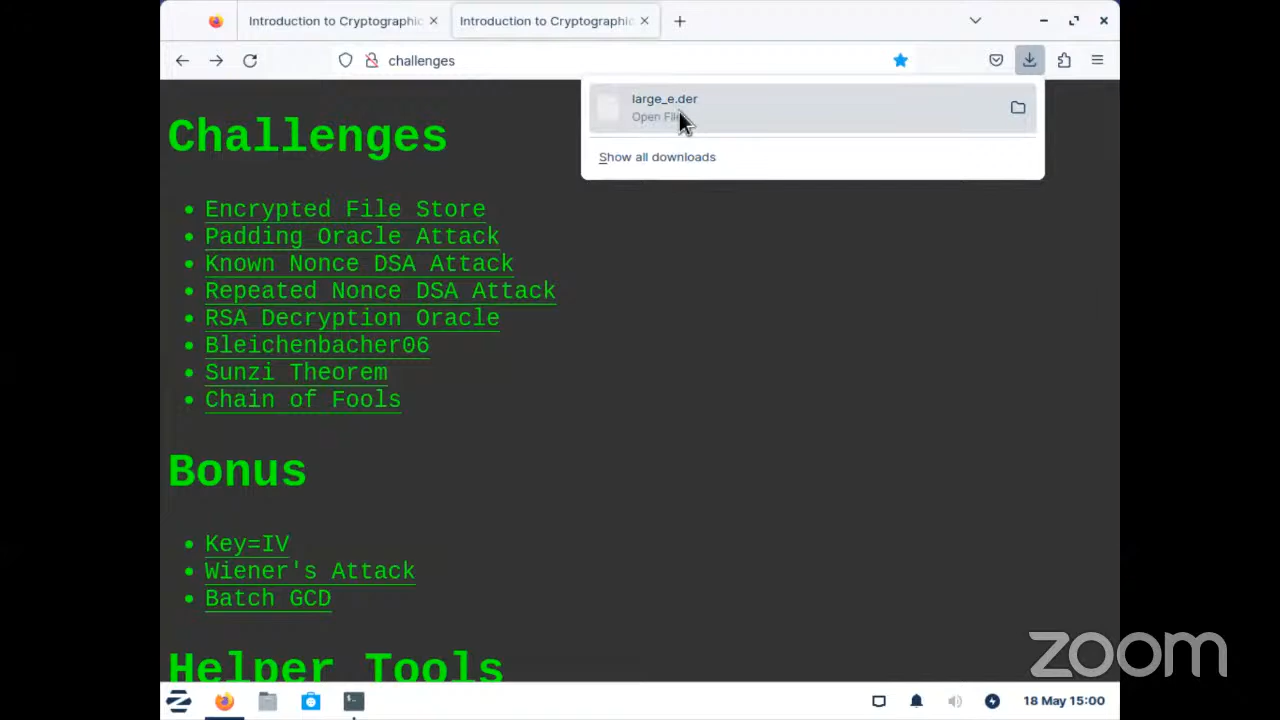 Introduction to Cryptographic
Introduction to Cryptographic
challenges
large_e.der
Open File
Show all downloads
Challenges
Encrypted File Store
Padding Oracle Attack
Known Nonce DSA Attack
Repeated Nonce DSA Attack
RSA Decryption Oracle
Bleichenbacher06
Sunzi Theorem
Chain of Fools
Bonus
Key=IV
Wiener's Attack
Batch GCD
Helper Tools
zoom
18 May 15:00